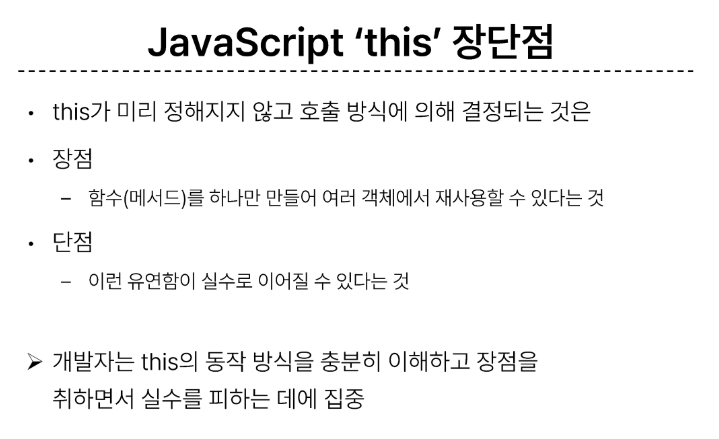 JavaScript ‘this’ 장단점
• this가 미리 정해지지 않고 호출 방식에 의해 결정되는 것은
• 장점
– 함수(메서드)를 하나만 만들어 여러 객체에서 재사용할 수 있다는 것
• 단점
– 이런 유연함이 실수로 이어질 수 있다는 것
➢ 개발자는 this의 동작 방식을 충분히 이해하고 장점을
취하면서 실수를 피하는 데에 집중